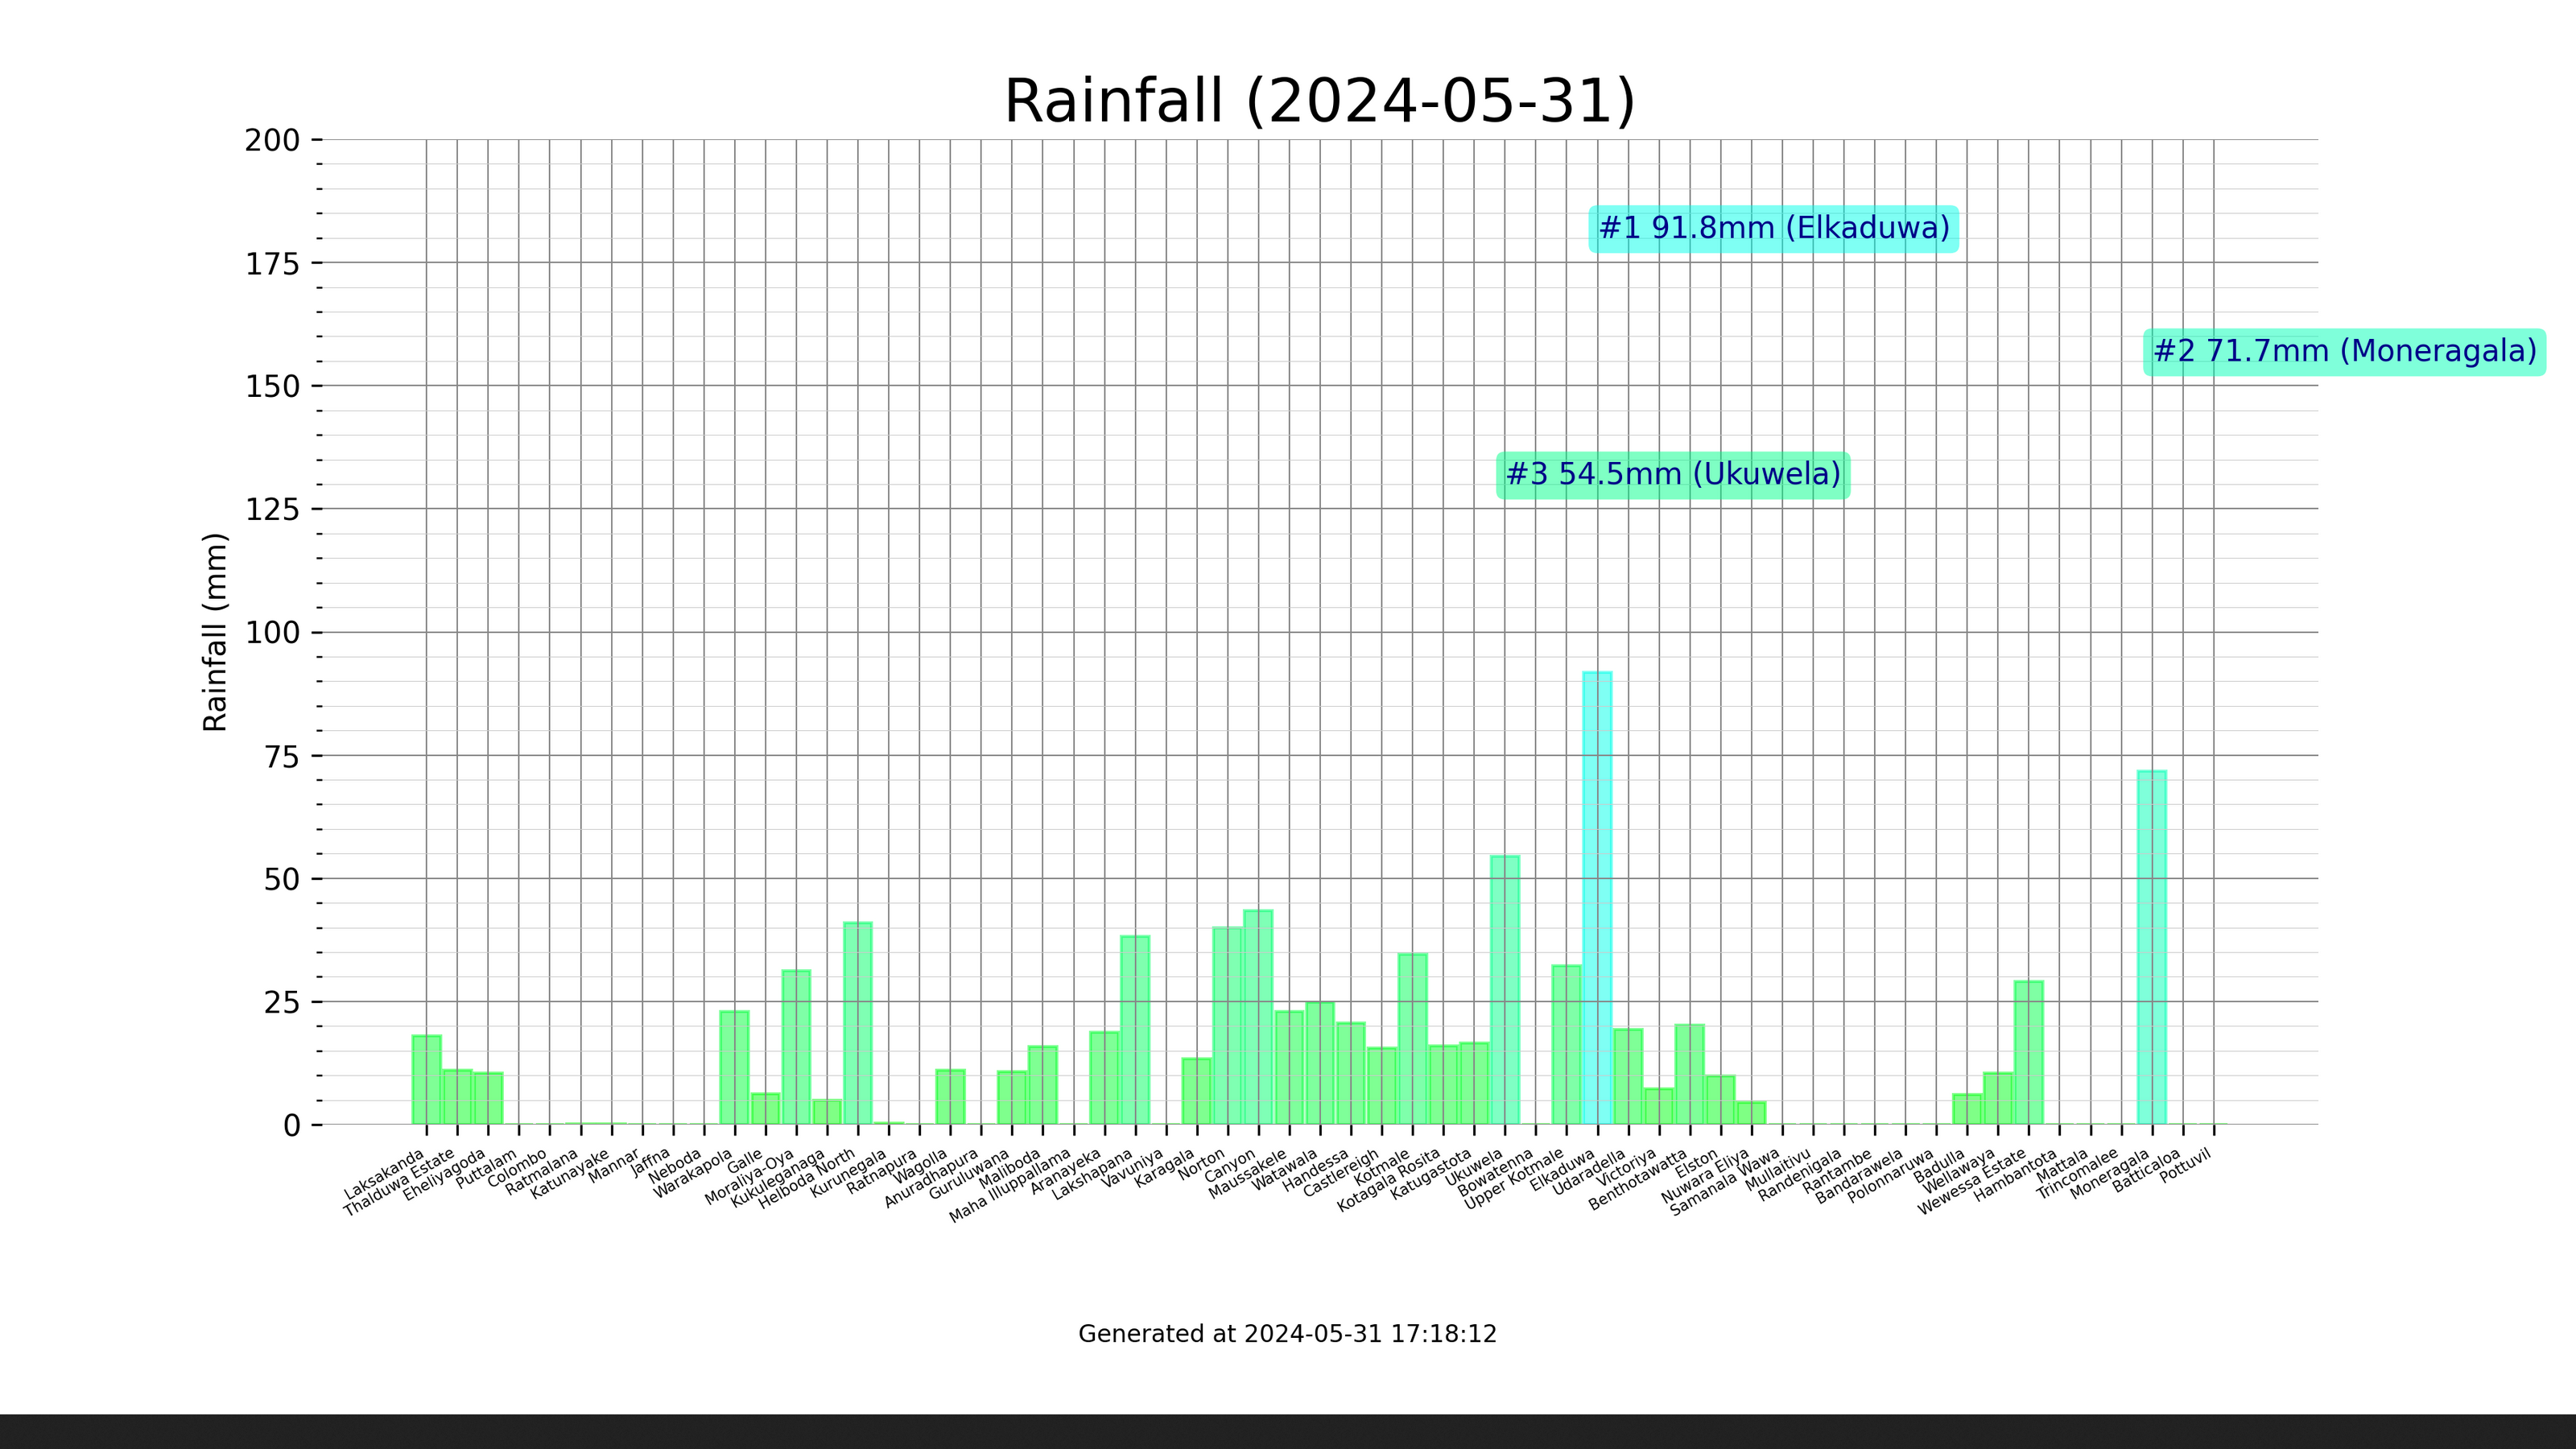 Rainfall (2024-05-31)
200
175
150
125
100
75
50
25
0
Rainfall (mm)
#1 91.8mm (Elkaduwa)
#2 71.7mm (Moneragala)
#3 54.5mm (Ukuwela)
Laksakanda
Thalduwa Estate
Eheliyagoda
Puttalam
Colombo
Ratmalana
Katunayake
Mannar
Jaffna
Neboda
Warakapola
Galle
Moraliya-Oya
Kukuleganaga
Helboda North
Kurunegala
Ratnapura
Wagolla
Anuradhapura
Guruluwana
Maliboda
Maha Illuppallama
Aranayeka
Lakshapana
Vavuniya
Karagala
Norton
Canyon
Maussakele
Watawala
Handessa
Castlereigh
Kotmale
Kotagala Rosita
Katugastota
Ukuwela
Bowatenna
Upper Kotmale
Elkaduwa
Udaradella
Victoriya
Benthotawatta
Elston
Nuwara Eliya
Samanala Wawa
Mullaitivu
Randenigala
Rantambe
Bandarawela
Polonnaruwa
Badulla
Wellawaya
Wewessa Estate
Hambantota
Mattala
Trincomalee
Moneragala
Batticaloa
Pottuvil
Generated at 2024-05-31 17:18:12